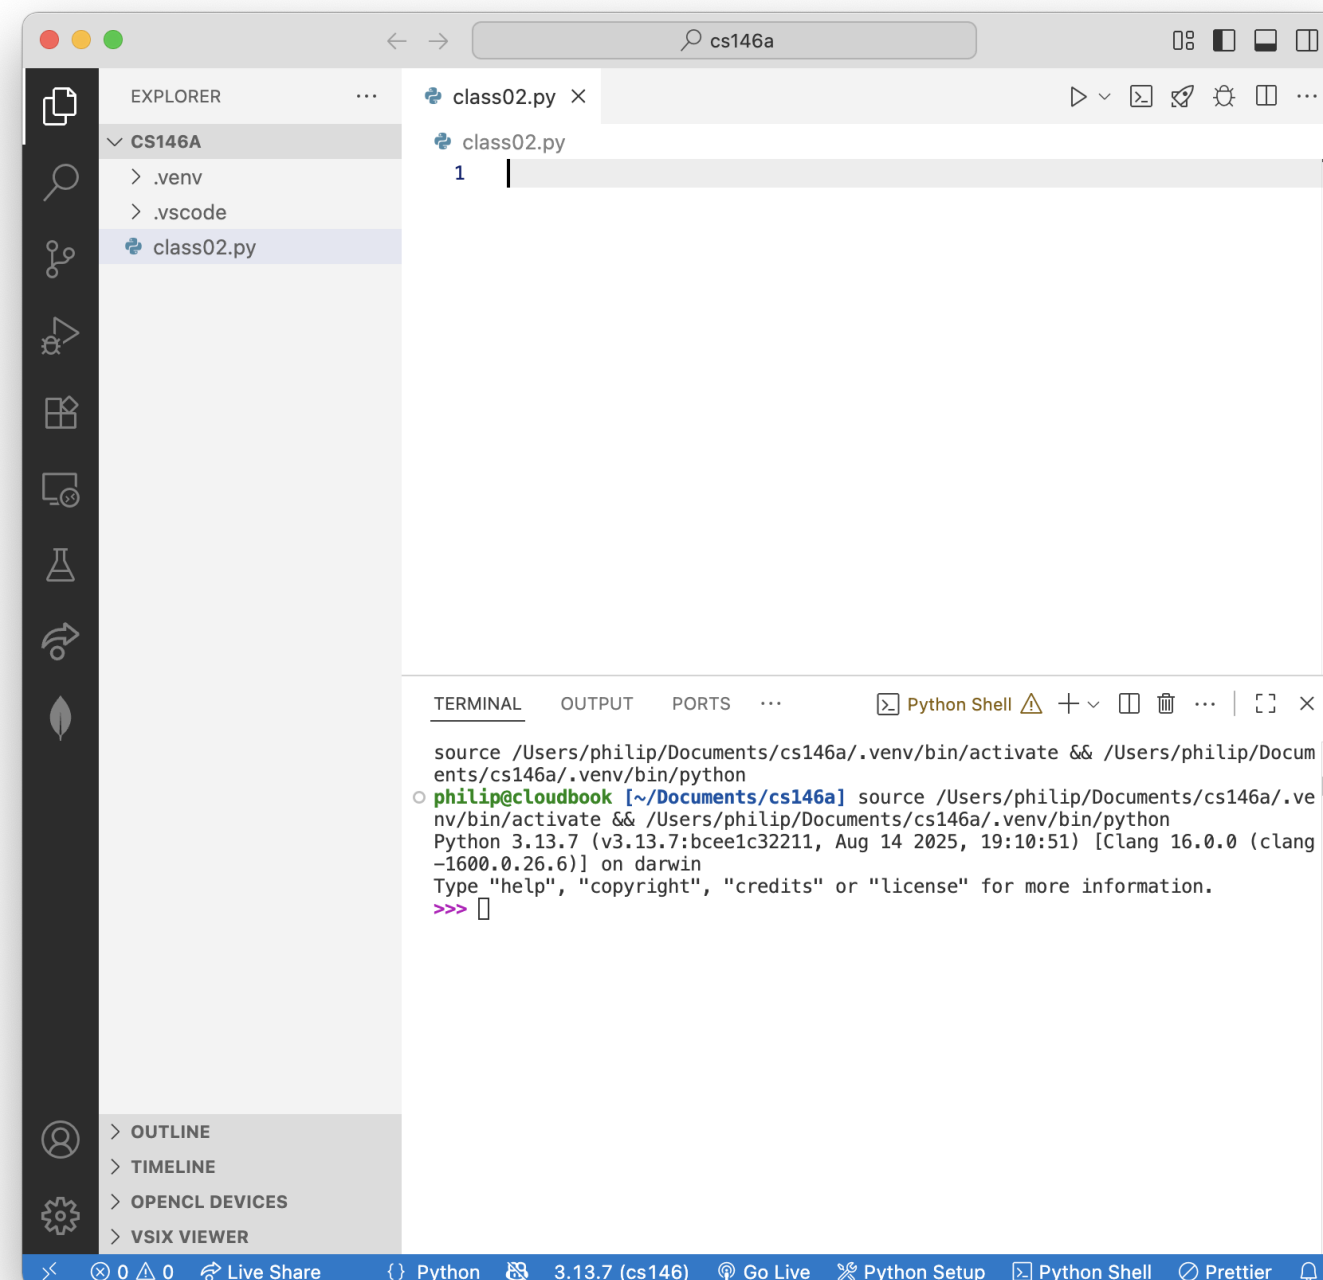 cs146a
EXPLORER
class02.py
CS146A
class02.py
.venv
1
.vscode
class02.py
TERMINAL OUTPUT PORTS Python Shell
source /Users/philip/Documents/cs146a/.venv/bin/activate && /Users/philip/Docum
ents/cs146a/.venv/bin/python
philip@cloudbook [~/Documents/cs146a] source /Users/philip/Documents/cs146a/.ve
nv/bin/activate && /Users/philip/Documents/cs146a/.venv/bin/python
Python 3.13.7 (v3.13.7:bcee1c32211, Aug 14 2025, 19:10:51) [Clang 16.0.0 (clang
-1600.0.26.6)] on darwin
Type "help", "copyright", "credits" or "license" for more information.
>>>
OUTLINE
TIMELINE
OPENCL DEVICES
VSIX VIEWER
0 0 Live Share {} Python 3.13.7 (cs146) Go Live Python Setup Python Shell Prettier